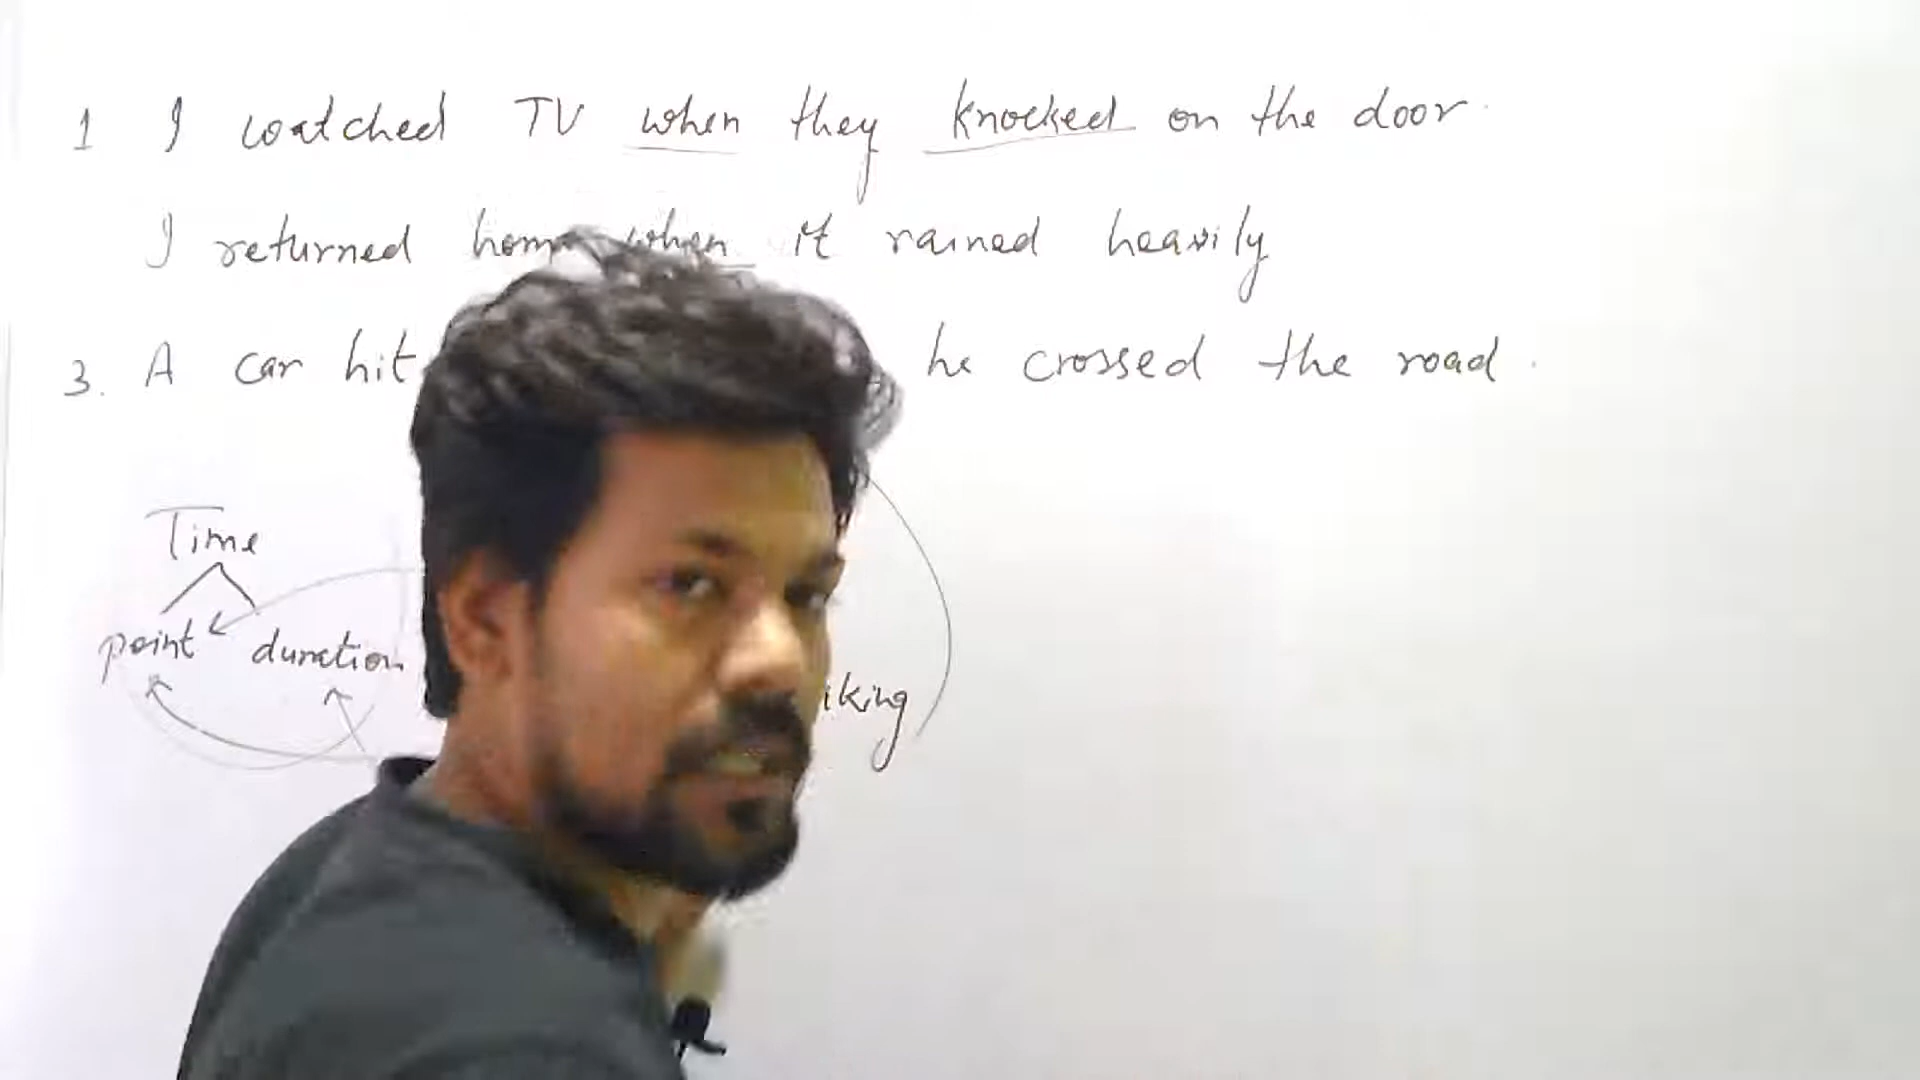 1 I watched TV when they knocked on the door.
I returned home when it rained heavily
3. A car hit he crossed the road.
Time
point duration
iking